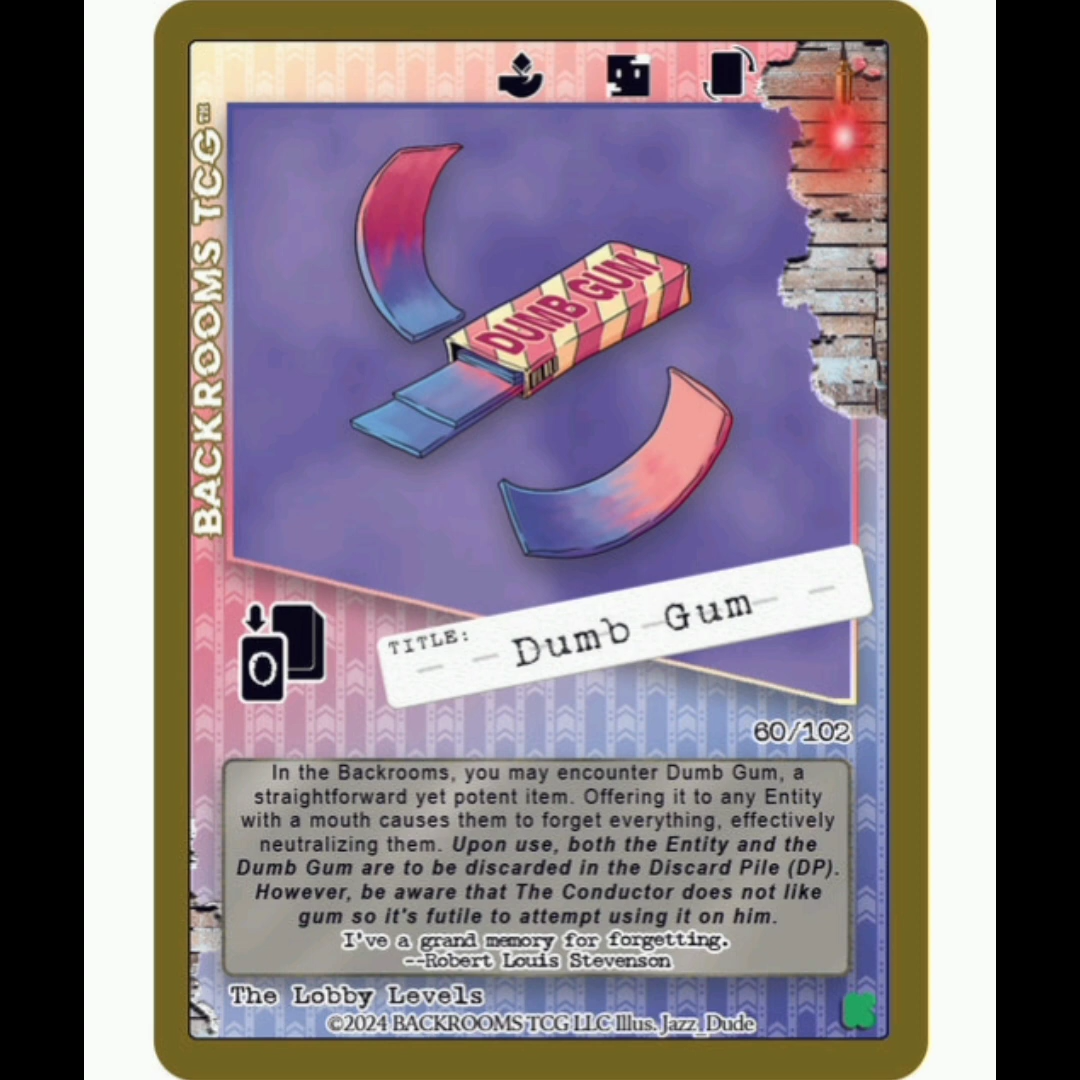 BACKROOMS TCG™
DUMB GUM
TITLE:
Dumb Gum
0
60/102
In the Backrooms, you may encounter Dumb Gum, a
straightforward yet potent item. Offering it to any Entity
with a mouth causes them to forget everything, effectively
neutralizing them. Upon use, both the Entity and the
Dumb Gum are to be discarded in the Discard Pile (DP).
However, be aware that The Conductor does not like
gum so it's futile to attempt using it on him.
I've a grand memory for forgetting.
--Robert Louis Stevenson
The Lobby Levels
©2024 BACKROOMS TCG LLC Illus. Jazz_Dude